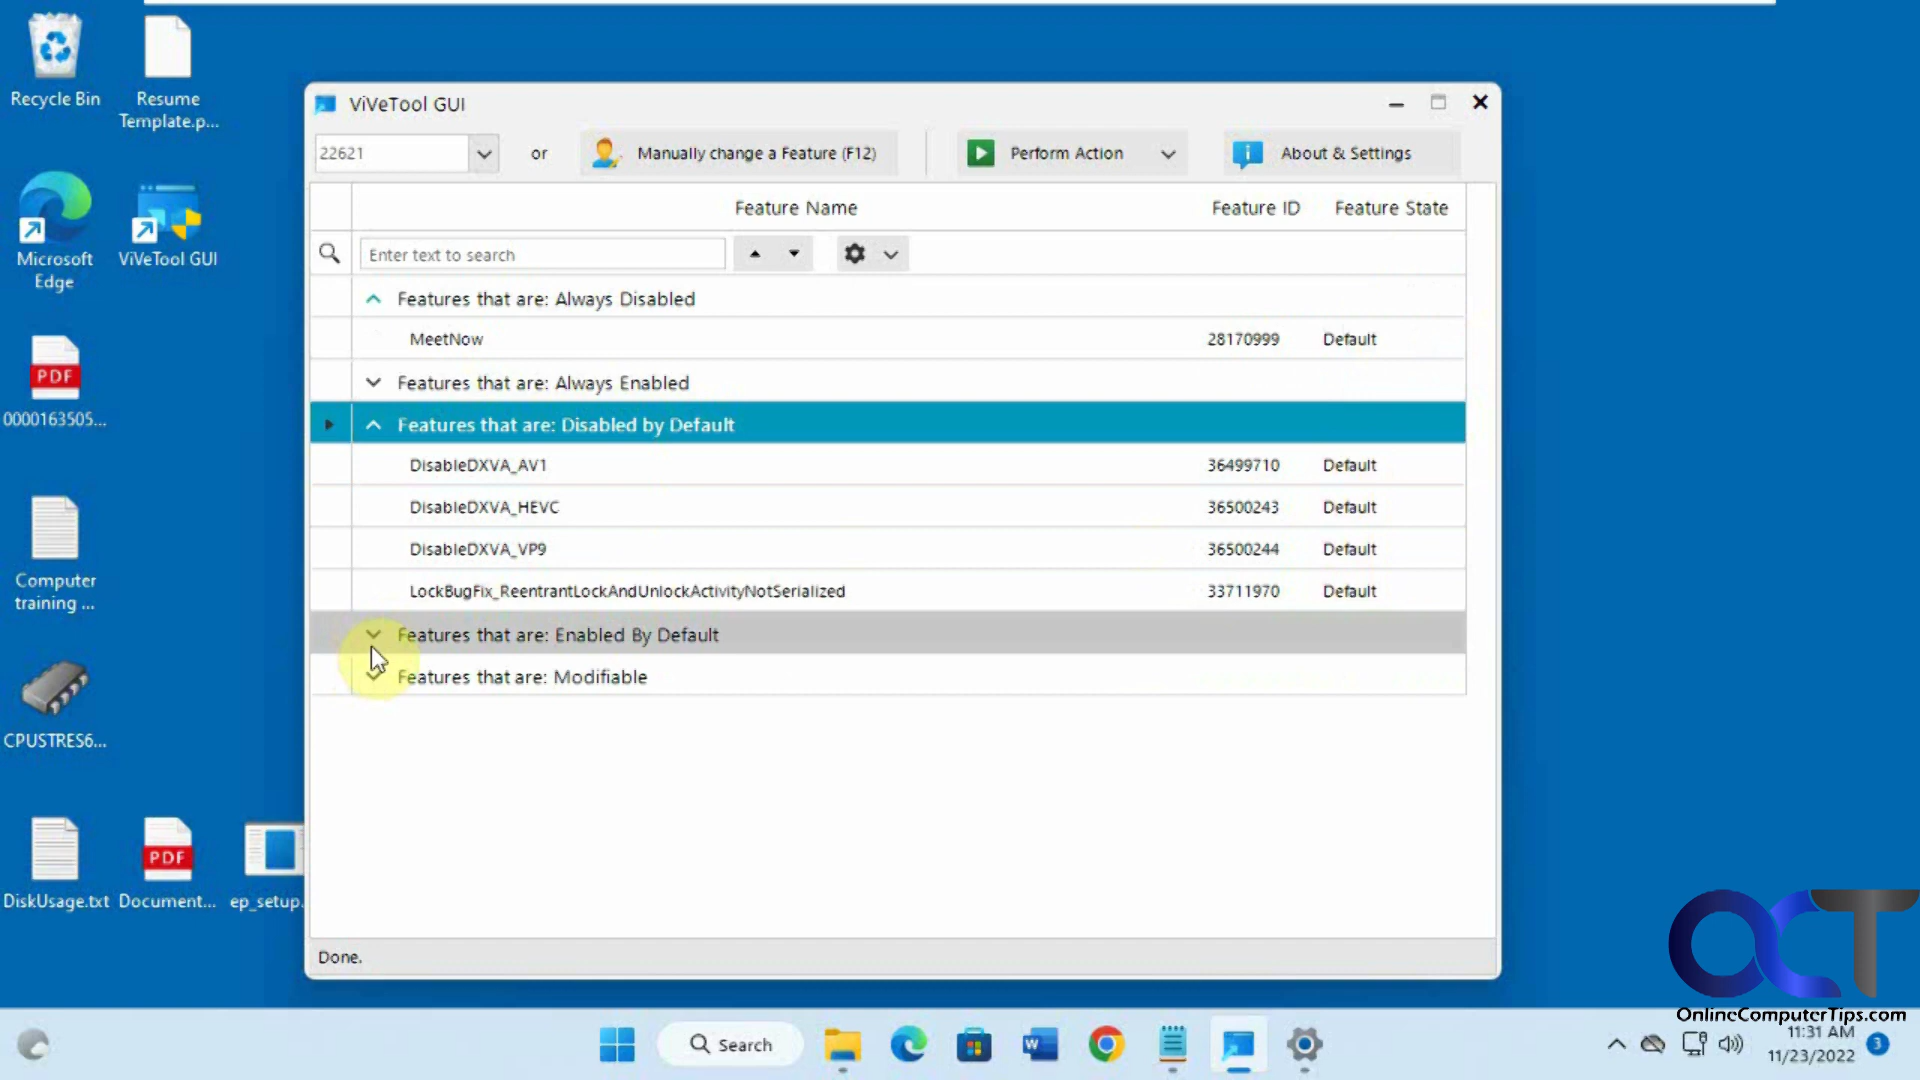 Recycle Bin
Resume
Template.p...
Microsoft
Edge
ViVeTool GUI
PDF
0000163505...
Computer
training ...
CPUSTRES6...
DiskUsage.txt
PDF
Document...
ep_setup.
ViVeTool GUI
22621
or
Manually change a Feature (F12)
Perform Action
About & Settings
Feature Name
Feature ID
Feature State
Enter text to search
Features that are: Always Disabled
MeetNow
28170999
Default
Features that are: Always Enabled
Features that are: Disabled by Default
DisableDXVA_AV1
36499710
Default
DisableDXVA_HEVC
36500243
Default
DisableDXVA_VP9
36500244
Default
LockBugFix_ReentrantLockAndUnlockActivityNotSerialized
33711970
Default
Features that are: Enabled By Default
Features that are: Modifiable
Done.
OCT
OnlineComputerTips.com
Search
W
11:31 AM
11/23/2022
3